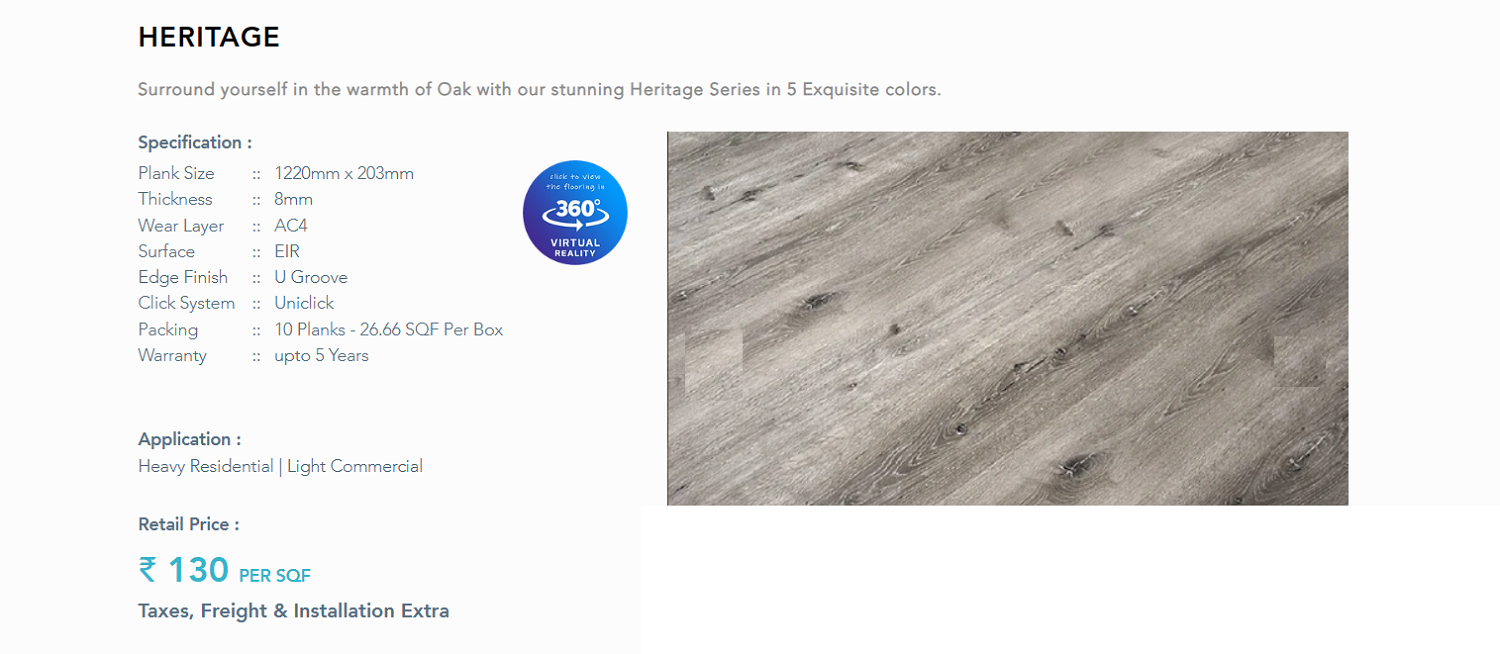 HERITAGE
Surround yourself in the warmth of Oak with our stunning Heritage Series in 5 Exquisite colors.
Specification :
Plank Size :: 1220mm x 203mm
Thickness :: 8mm
Wear Layer :: AC4
Surface :: EIR
Edge Finish :: U Groove
Click System :: Uniclick
Packing :: 10 Planks - 26.66 SQF Per Box
Warranty :: upto 5 Years
click to view
the flooring in
360°
VIRTUAL
REALITY
Application :
Heavy Residential | Light Commercial
Retail Price :
₹ 130 PER SQF
Taxes, Freight & Installation Extra